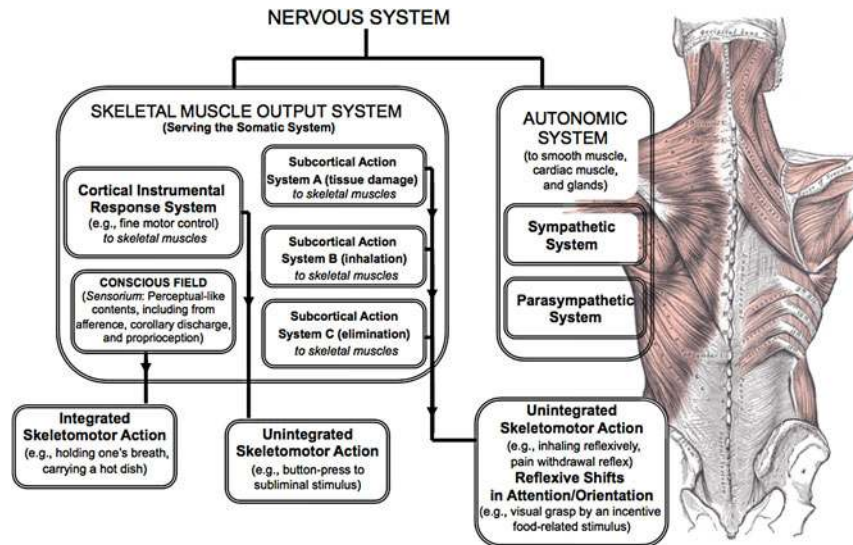 NERVOUS SYSTEM
SKELETAL MUSCLE OUTPUT SYSTEM
(Serving the Somatic System)
Cortical Instrumental
Response System
(e.g., fine motor control)
to skeletal muscles
CONSCIOUS FIELD
(Sensorium: Perceptual-like
contents, including from
afference, corollary discharge,
and proprioception)
Subcortical Action
System A (tissue damage)
to skeletal muscles
Subcortical Action
System B (inhalation)
to skeletal muscles
Subcortical Action
System C (elimination)
to skeletal muscles
AUTONOMIC
SYSTEM
(to smooth muscle,
cardiac muscle,
and glands)
Sympathetic
System
Parasympathetic
System
Integrated
Skeletomotor Action
(e.g., holding one's breath,
carrying a hot dish)
Unintegrated
Skeletomotor Action
(e.g., button-press to
subliminal stimulus)
Unintegrated
Skeletomotor Action
(e.g., inhaling reflexively,
pain withdrawal reflex)
Reflexive Shifts
in Attention/Orientation
(e.g., visual grasp by an incentive
food-related stimulus)